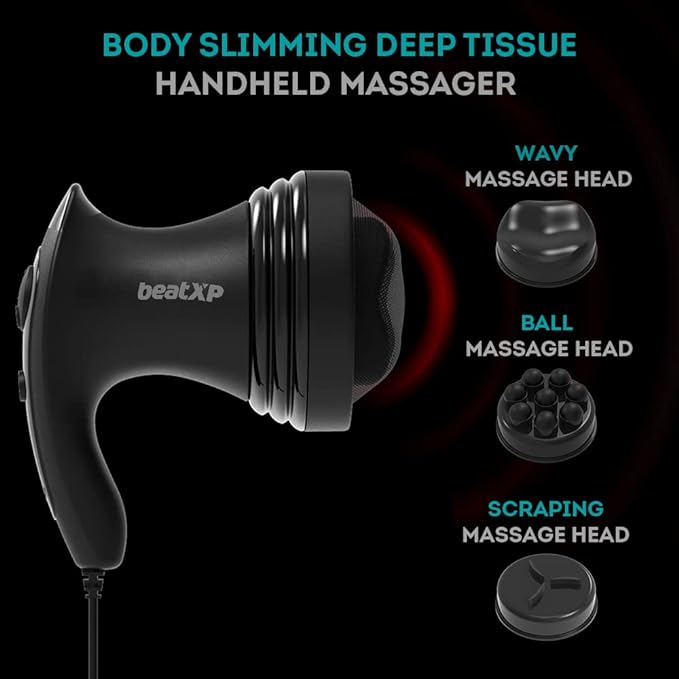 BODY SLIMMING DEEP TISSUE
HANDHELD MASSAGER
WAVY
MASSAGE HEAD
beatXP
BALL
MASSAGE HEAD
SCRAPING
MASSAGE HEAD